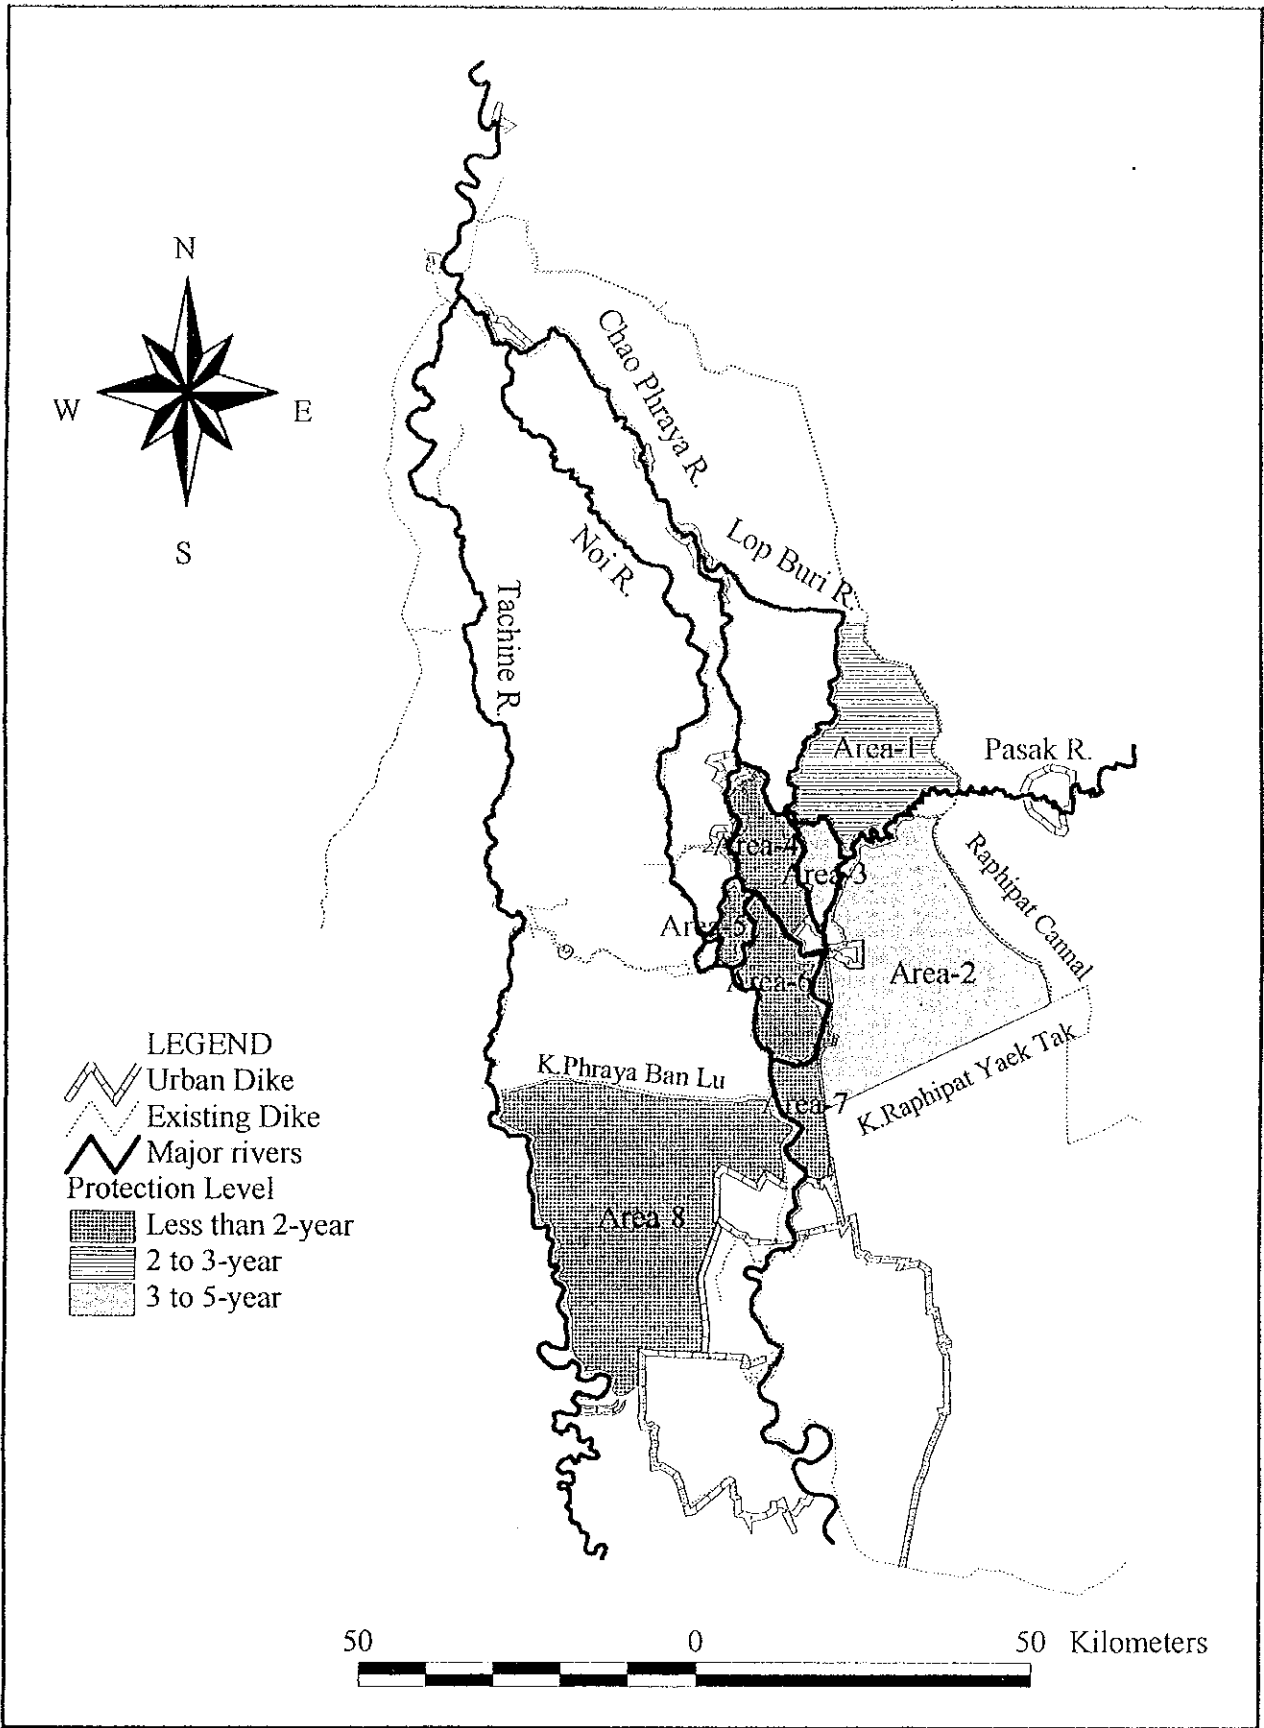 N
W
E
S
Chao Phraya R.
Lop Buri R.
Noi R.
Tachine R.
Area-1
Pasak R.
Area-4
Area-3
Raphipat Cannal
Area-5
Area-2
Area-6
K.Raphipat Yaek Tak
K.Phraya Ban Lu
Area-7
Area 8
LEGEND
Urban Dike
Existing Dike
Major rivers
Protection Level
Less than 2-year
2 to 3-year
3 to 5-year
50 0 50 Kilometers